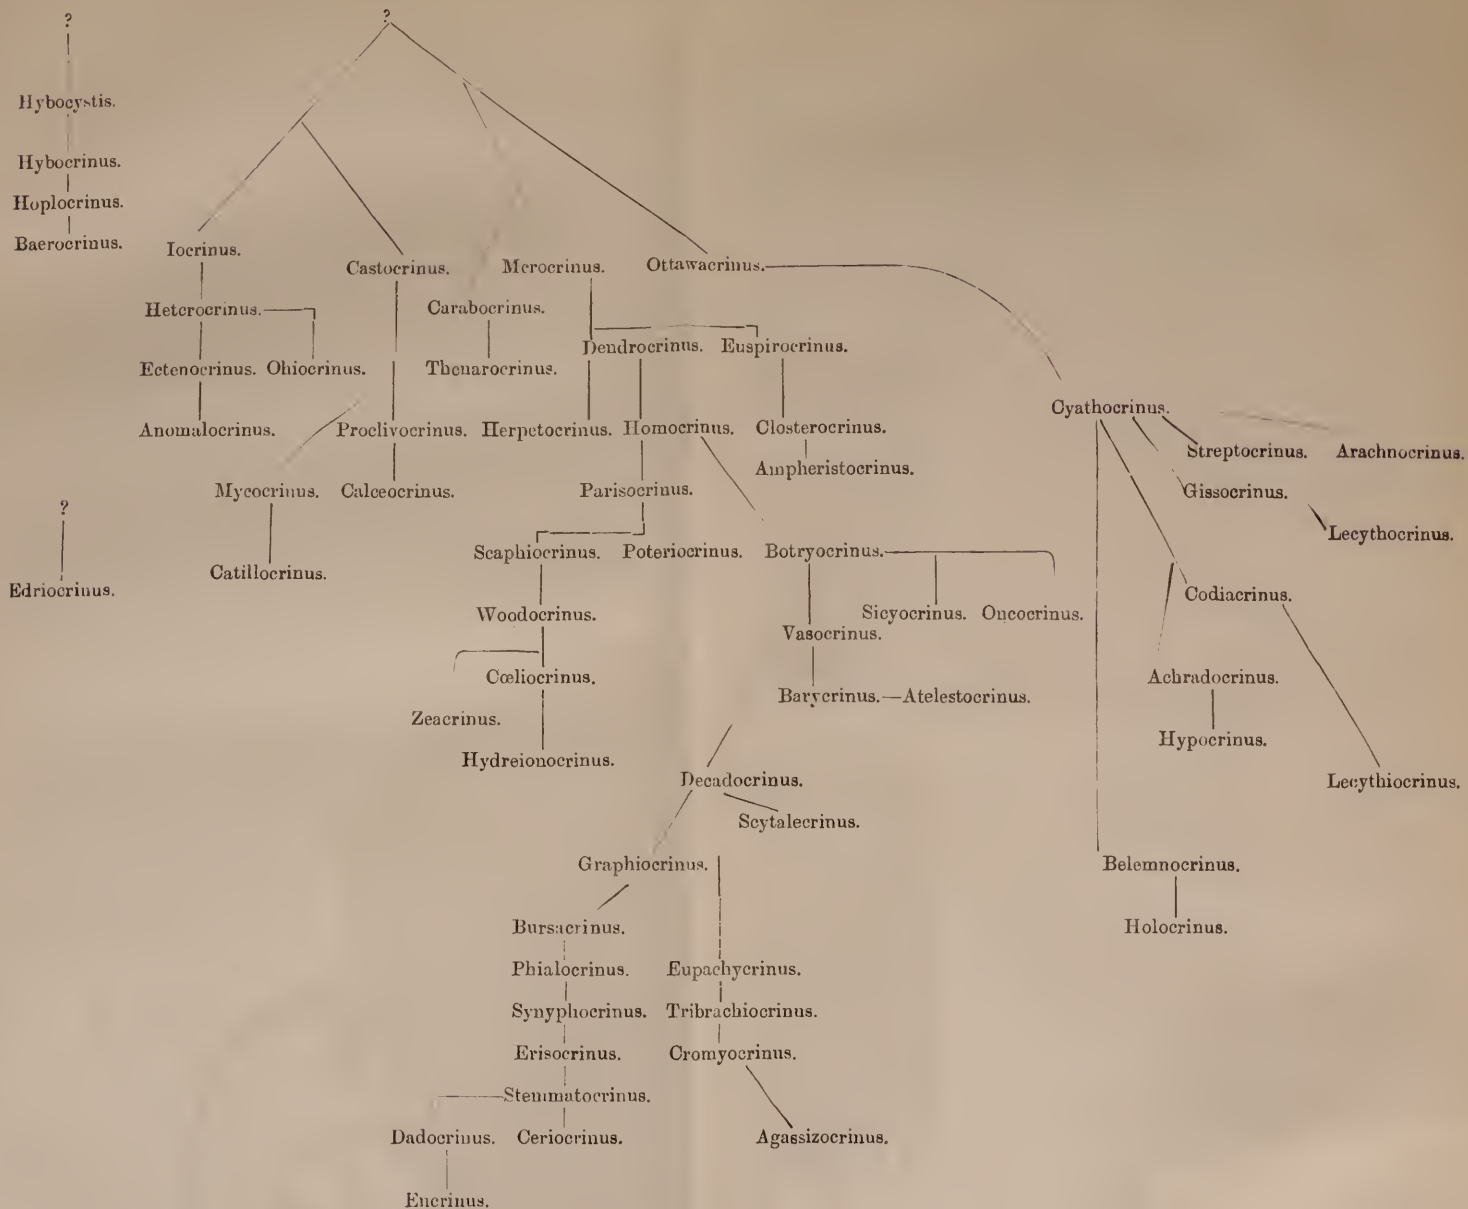 ? ?
Hybocystis.
Hybocrinus.
Hoplocrinus.
Baerocrinus. Iocrinus.
Castocrinus. Merocrinus. Ottawacrinus.
Heterocrinus. Carabocrinus.
Dendrocrinus. Euspirocrinus.
Ectenocrinus. Ohiocrinus. Thenarocrinus.
Cyathocrinus.
Anomalocrinus. Proclivocrinus. Herpetocrinus. Homocrinus. Closterocrinus.
Streptocrinus. Arachnocrinus.
Ampheristocrinus.
Mycocrinus. Calceocrinus. Parisocrinus. Gissocrinus.
?
Lecythocrinus.
Scaphiocrinus. Poteriocrinus. Botryocrinus.
Catillocrinus.
Edriocrinus. Codiacrinus.
Woodocrinus. Sicyocrinus. Oncocrinus.
Vasocrinus.
Cœliocrinus. Achradocrinus.
Barycrinus.—Atelestocrinus.
Zeacrinus.
Hypocrinus.
Hydreionocrinus.
Decadocrinus. Lecythiocrinus.
Scytalecrinus.
Graphiocrinus. Belemnocrinus.
Bursacrinus. Holocrinus.
Phialocrinus. Eupachycrinus.
Synyphocrinus. Tribrachiocrinus.
Erisocrinus. Cromyocrinus.
Stemmatocrinus.
Dadocrinus. Ceriocrinus. Agassizocrinus.
Encrinus.